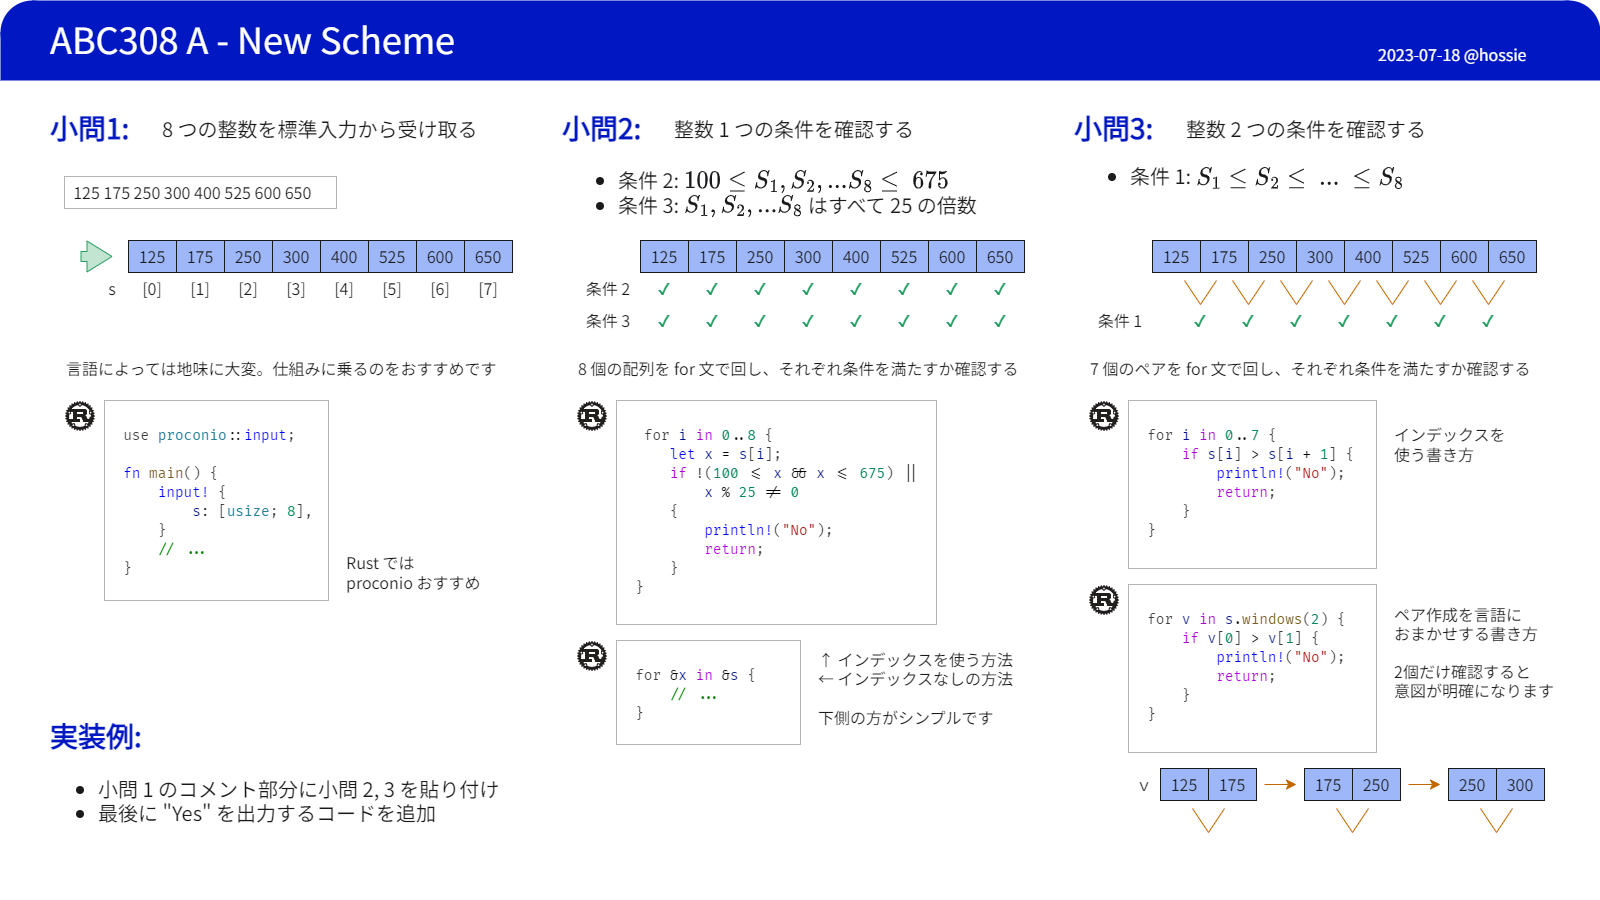 ABC308 A - New Scheme
2023-07-18 @hossie
小問1:
8 つの整数を標準入力から受け取る
125 175 250 300 400 525 600 650
125 175 250 300 400 525 600 650
s [0] [1] [2] [3] [4] [5] [6] [7]
言語によっては地味に大変。仕組みに乗るのをおすすめです
use proconio::input;
fn main() {
input! {
s: [usize; 8],
}
// ...
}
Rust では
proconio おすすめ
実装例:
• 小問 1 のコメント部分に小問 2, 3 を貼り付け
• 最後に "Yes" を出力するコードを追加
小問2:
整数 1 つの条件を確認する
• 条件 2: 100 ≤ S₁, S₂, ...S₈ ≤ 675
• 条件 3: S₁, S₂, ...S₈ はすべて 25 の倍数
125 175 250 300 400 525 600 650
条件 2 ✓ ✓ ✓ ✓ ✓ ✓ ✓ ✓
条件 3 ✓ ✓ ✓ ✓ ✓ ✓ ✓ ✓
8 個の配列を for 文で回し、それぞれ条件を満たすか確認する
for i in 0..8 {
let x = s[i];
if !(100 <= x && x <= 675) ||
x % 25 != 0
{
println!("No");
return;
}
}
for &x in &s {
// ...
}
↑ インデックスを使う方法
← インデックスなしの方法
下側の方がシンプルです
小問3:
整数 2 つの条件を確認する
• 条件 1: S₁ ≤ S₂ ≤ ... ≤ S₈
125 175 250 300 400 525 600 650
条件 1 ✓ ✓ ✓ ✓ ✓ ✓ ✓
7 個のペアを for 文で回し、それぞれ条件を満たすか確認する
for i in 0..7 {
if s[i] > s[i + 1] {
println!("No");
return;
}
}
インデックスを
使う書き方
for v in s.windows(2) {
if v[0] > v[1] {
println!("No");
return;
}
}
ペア作成を言語に
おまかせする書き方
2個だけ確認すると
意図が明確になります
v 125 175 → 175 250 → 250 300